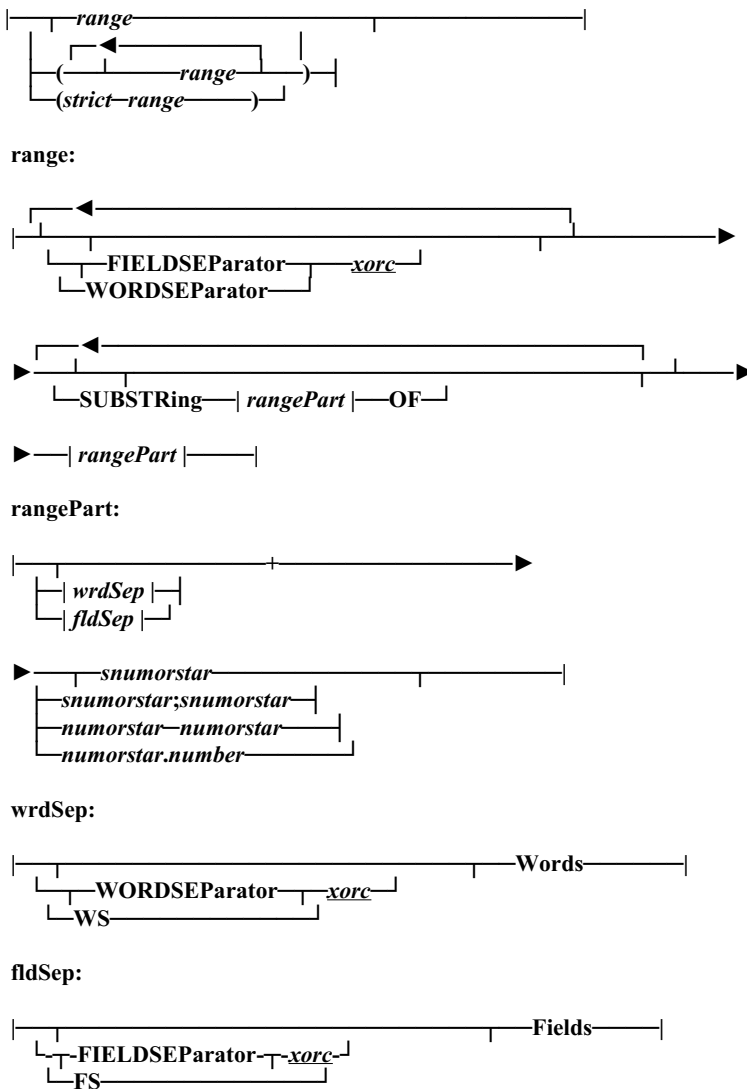 range
( range )
(strict range )
range:
FIELDSEParator xorc
WORDSEParator
SUBSTRing | rangePart | OF
| rangePart |
rangePart:
+
| wrdSep |
| fldSep |
snumorstar
snumorstar;snumorstar
numorstar numorstar
numorstar.number
wrdSep:
Words
WORDSEParator xorc
WS
fldSep:
Fields
-FIELDSEParator- -xorc-
FS